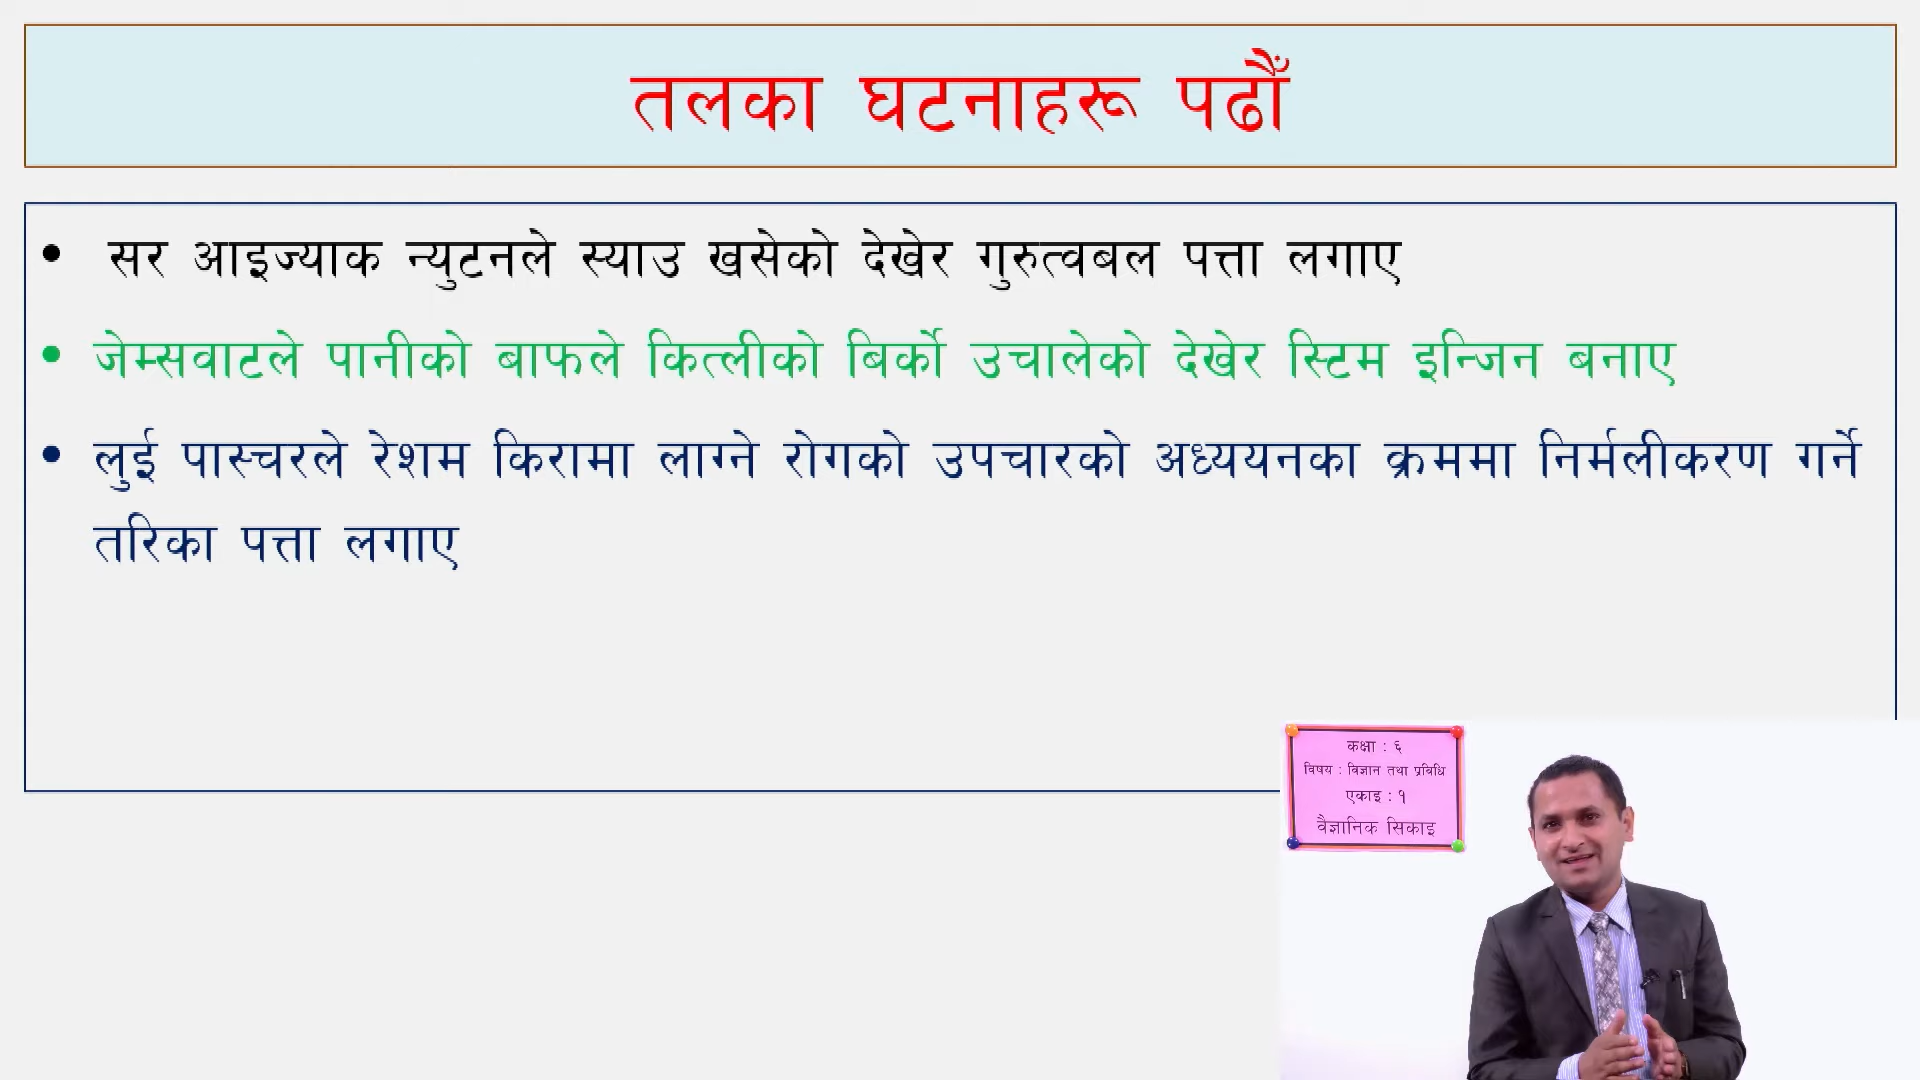 तलका घटनाहरू पढौँ
• सर आइज्याक न्युटनले स्याउ खसेको देखेर गुरुत्वबल पत्ता लगाए
• जेम्सवाटले पानीको बाफले कित्लीको बिर्को उचालेको देखेर स्टिम इन्जिन बनाए
• लुई पास्चरले रेशम किरामा लाग्ने रोगको उपचारको अध्ययनका क्रममा निर्मलीकरण गर्ने
तरिका पत्ता लगाए
कक्षा : ६
विषय : विज्ञान तथा प्रबिधि
एकाइ : १
वैज्ञानिक सिकाइ